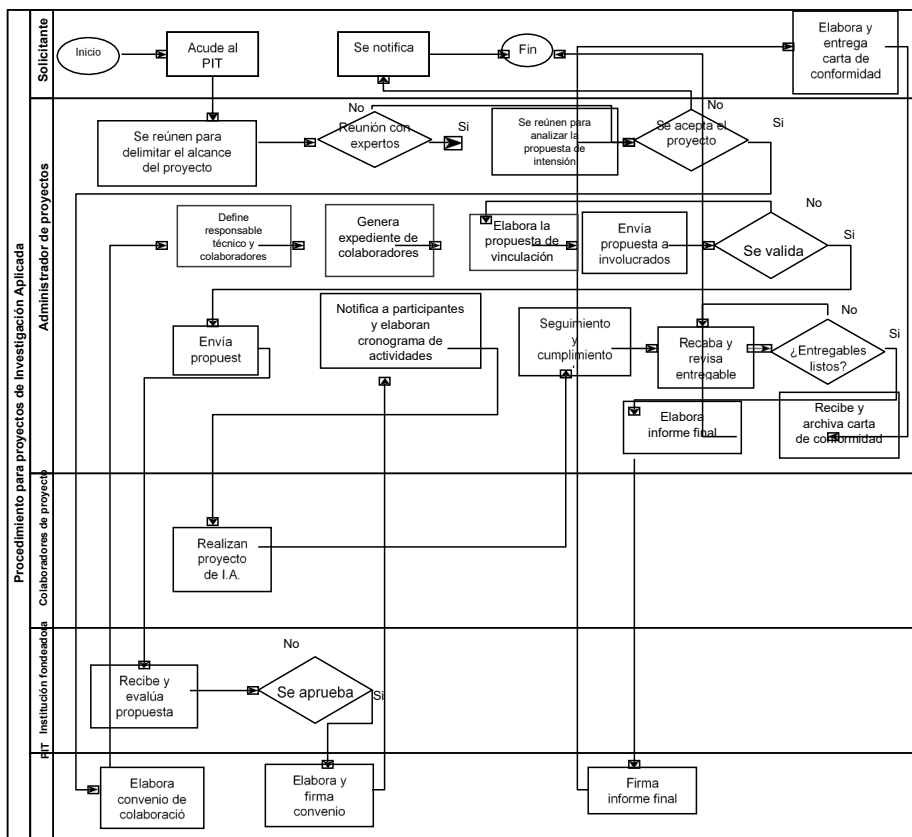 Procedimiento para proyectos de Investigación Aplicada
Solicitante
Inicio
Acude al
PIT
Se notifica
Fin
Elabora y
entrega
carta de
conformidad
Administrador de proyectos
Se reúnen para
delimitar el alcance
del proyecto
No
Reunión con
expertos
Si
Se reúnen para
analizar la
propuesta de
intensión
No
Se acepta el
proyecto
Si
Define
responsable
técnico y
colaboradores
Genera
expediente de
colaboradores
Elabora la
propuesta de
vinculación
Envía
propuesta a
involucrados
No
Se valida
Si
Envía
propuest
Notifica a participantes
y elaboran
cronograma de
actividades
Seguimiento
y
cumplimiento
Recaba y
revisa
entregable
No
¿Entregables
listos?
Si
Elabora
informe final
Recibe y
archiva carta
de conformidad
Colaboradores de proyecto
Realizan
proyecto
de I.A.
Institución fondeadora
Recibe y
evalúa
propuesta
No
Se aprueba
Si
PIT
Elabora
convenio de
colaboració
Elabora y
firma
convenio
Firma
informe final